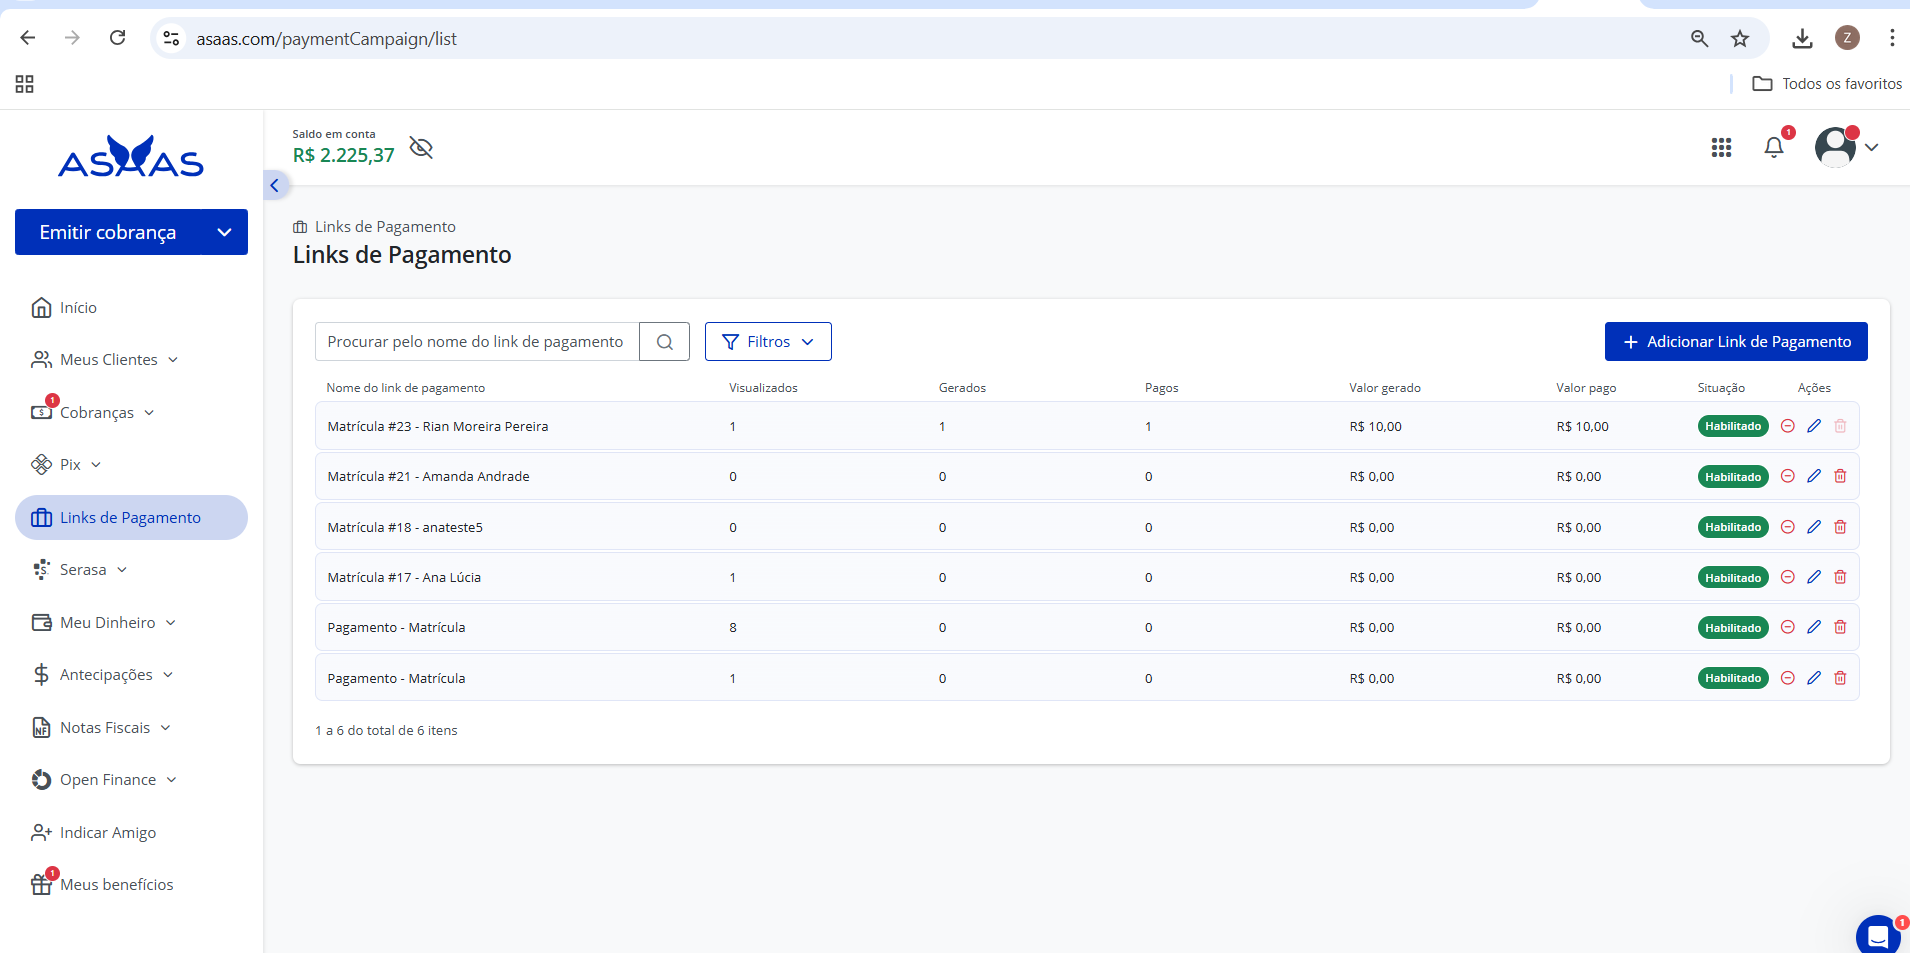 asaas.com/paymentCampaign/list
Z
Todos os favoritos
ASAAS
Saldo em conta
R$ 2.225,37
1
Emitir cobrança
Início
Meus Clientes
1
Cobranças
Pix
Links de Pagamento
Serasa
Meu Dinheiro
Antecipações
Notas Fiscais
Open Finance
Indicar Amigo
1
Meus benefícios
Links de Pagamento
Links de Pagamento
Procurar pelo nome do link de pagamento
Filtros
+ Adicionar Link de Pagamento
Nome do link de pagamento Visualizados Gerados Pagos Valor gerado Valor pago Situação Ações
Matrícula #23 - Rian Moreira Pereira 1 1 1 R$ 10,00 R$ 10,00 Habilitado
Matrícula #21 - Amanda Andrade 0 0 0 R$ 0,00 R$ 0,00 Habilitado
Matrícula #18 - anateste5 0 0 0 R$ 0,00 R$ 0,00 Habilitado
Matrícula #17 - Ana Lúcia 1 0 0 R$ 0,00 R$ 0,00 Habilitado
Pagamento - Matrícula 8 0 0 R$ 0,00 R$ 0,00 Habilitado
Pagamento - Matrícula 1 0 0 R$ 0,00 R$ 0,00 Habilitado
1 a 6 do total de 6 itens
1